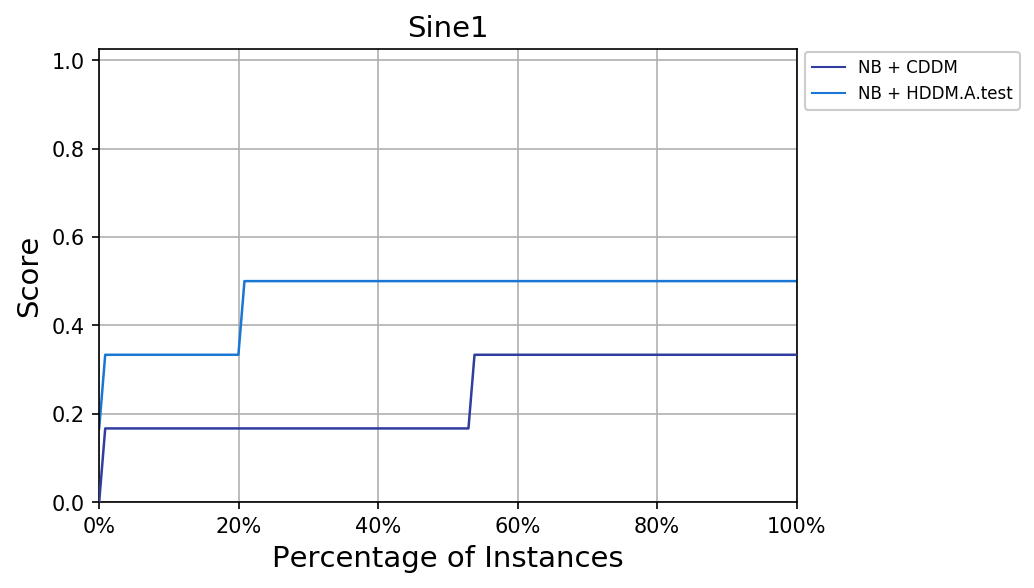 Sine1
NB + CDDM
NB + HDDM.A.test
1.0
0.8
0.6
0.4
0.2
0.0
Score
0% 20% 40% 60% 80% 100%
Percentage of Instances